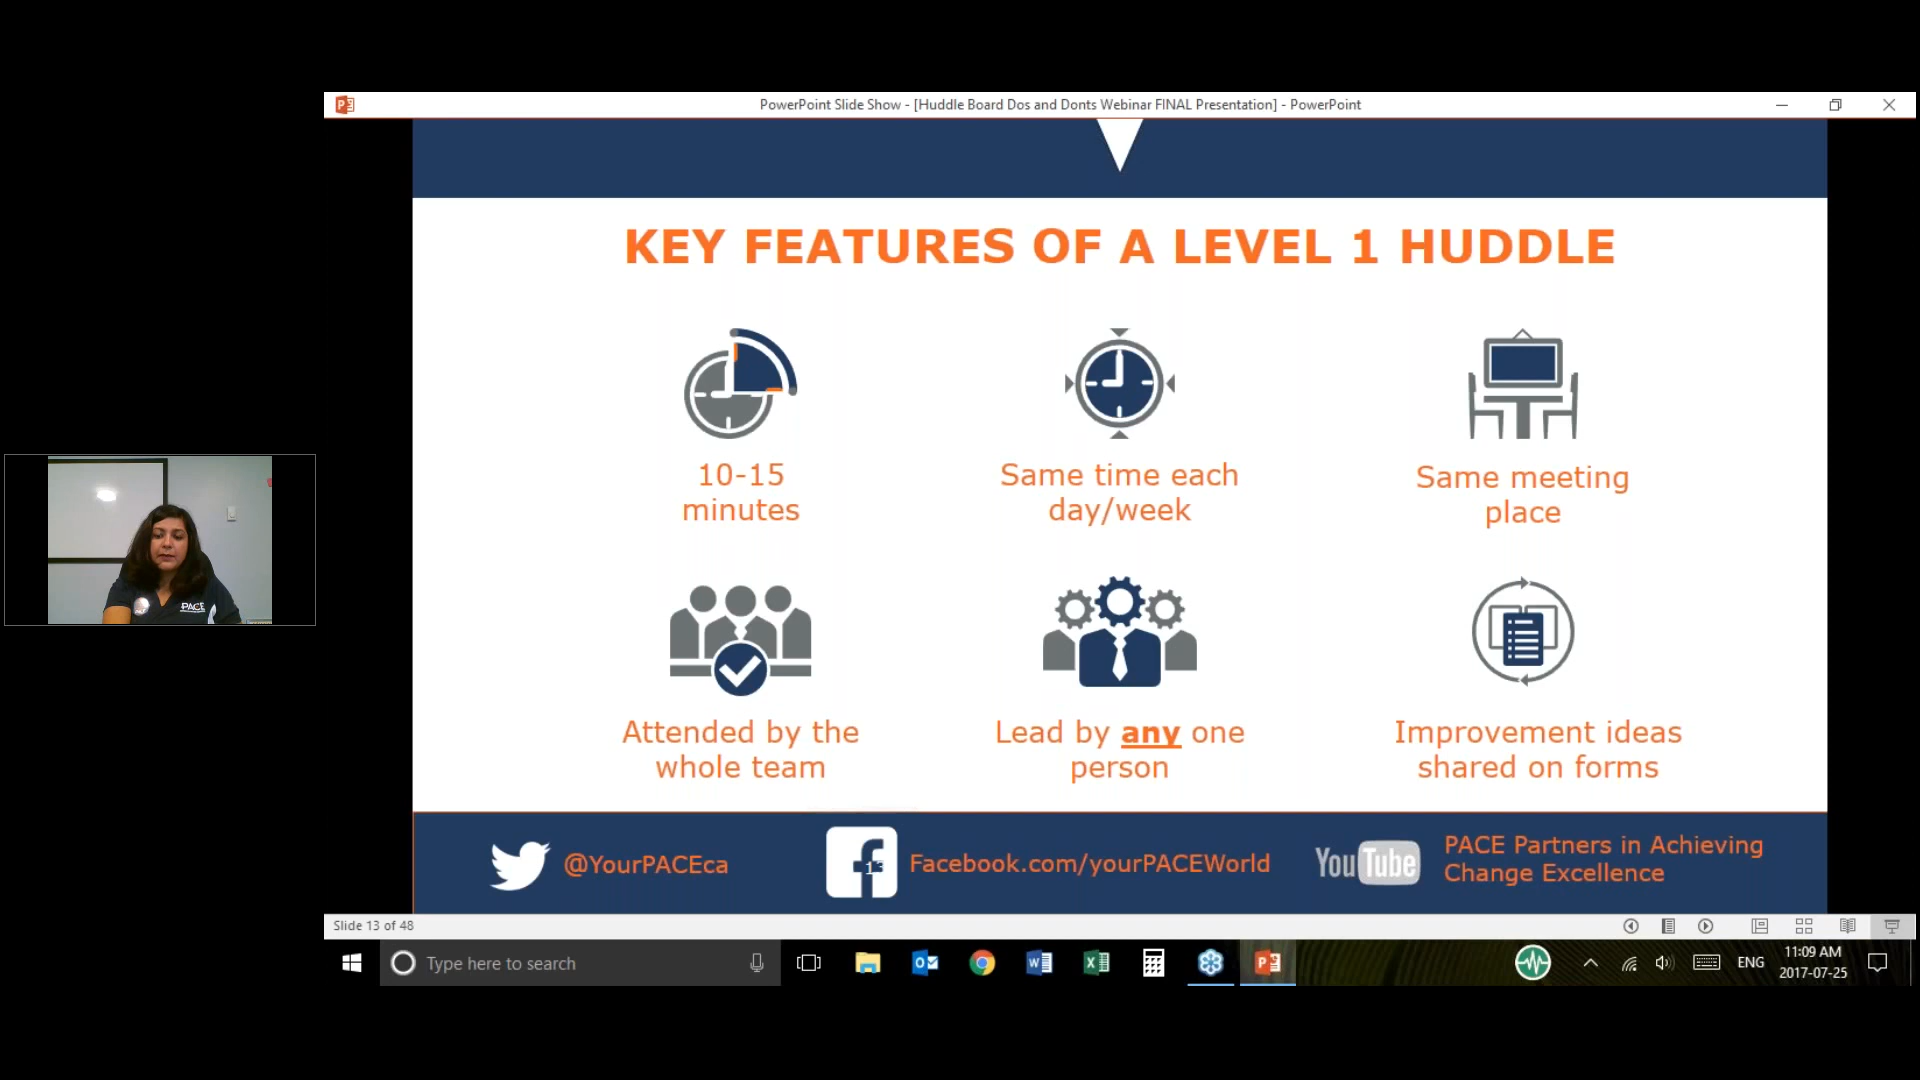 PowerPoint Slide Show - [Huddle Board Dos and Donts Webinar FINAL Presentation] - PowerPoint
KEY FEATURES OF A LEVEL 1 HUDDLE
10-15
minutes
Same time each
day/week
Same meeting
place
Attended by the
whole team
Lead by any one
person
Improvement ideas
shared on forms
PACE
@YourPACEca
13
Facebook.com/yourPACEWorld
YouTube
PACE Partners in Achieving
Change Excellence
Slide 13 of 48
Type here to search
ENG
11:09 AM
2017-07-25